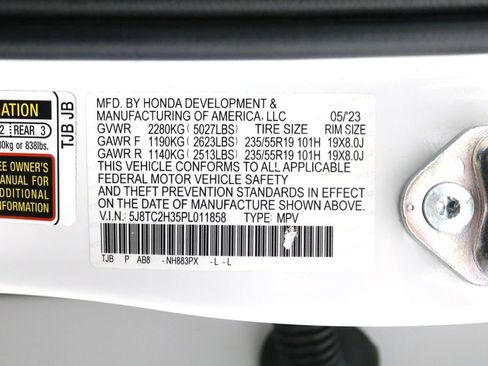 ATION
2 REAR 3
0kg or 838lbs.
EE OWNER'S
MANUAL FOR
ADDITIONAL
FORMATION
TJB JB
MFD. BY HONDA DEVELOPMENT &
MANUFACTURING OF AMERICA, LLC 05/23
GVWR 2280KG (5027LBS) TIRE SIZE RIM SIZE
GAWR F 1190KG (2623LBS) 235/55R19 101H 19X8.0J
GAWR R 1140KG (2513LBS) 235/55R19 101H 19X8.0J
THIS VEHICLE CONFORMS TO ALL APPLICABLE
FEDERAL MOTOR VEHICLE SAFETY
AND THEFT PREVENTION STANDARDS IN EFFECT
ON THE DATE OF MANUFACTURE SHOWN ABOVE.
V.I.N.: 5J8TC2H35PL011858 TYPE: MPV
TJB P AB8 - NH883PX - L - L